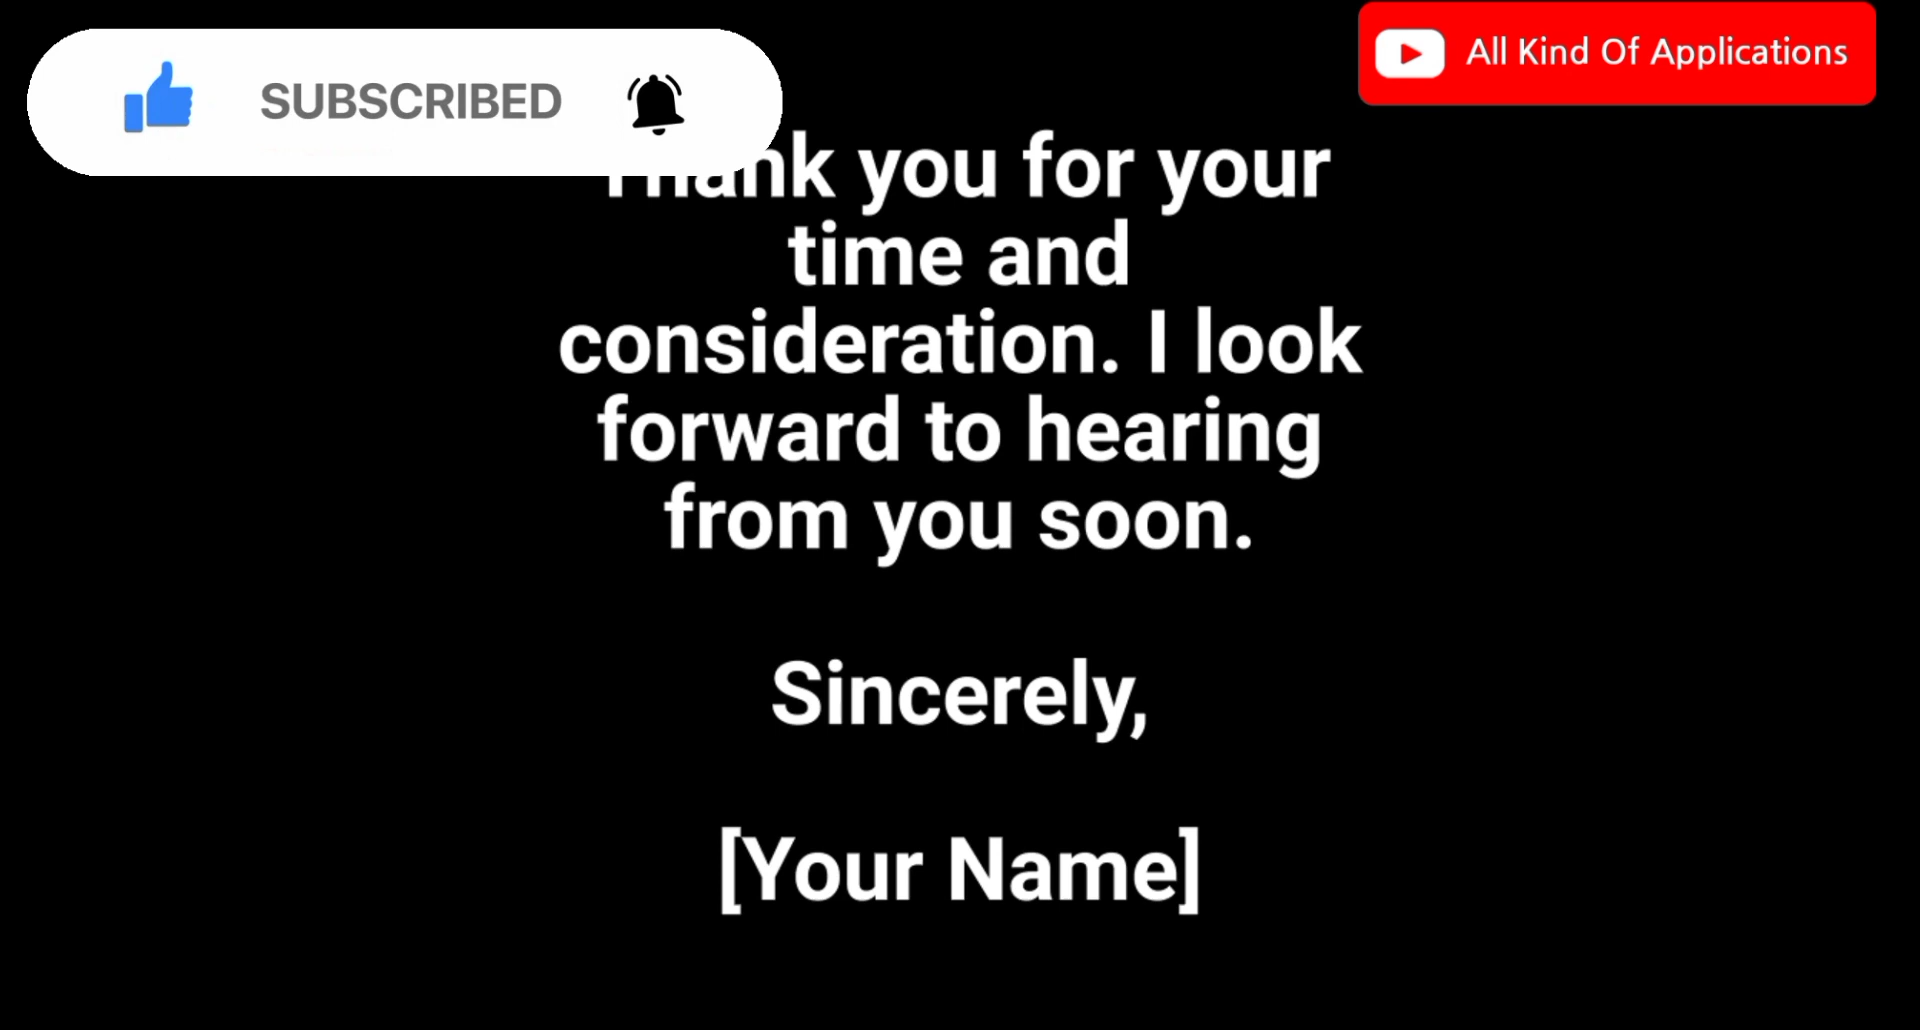 SUBSCRIBED
All Kind Of Applications
Thank you for your
time and
consideration. I look
forward to hearing
from you soon.
Sincerely,
[Your Name]